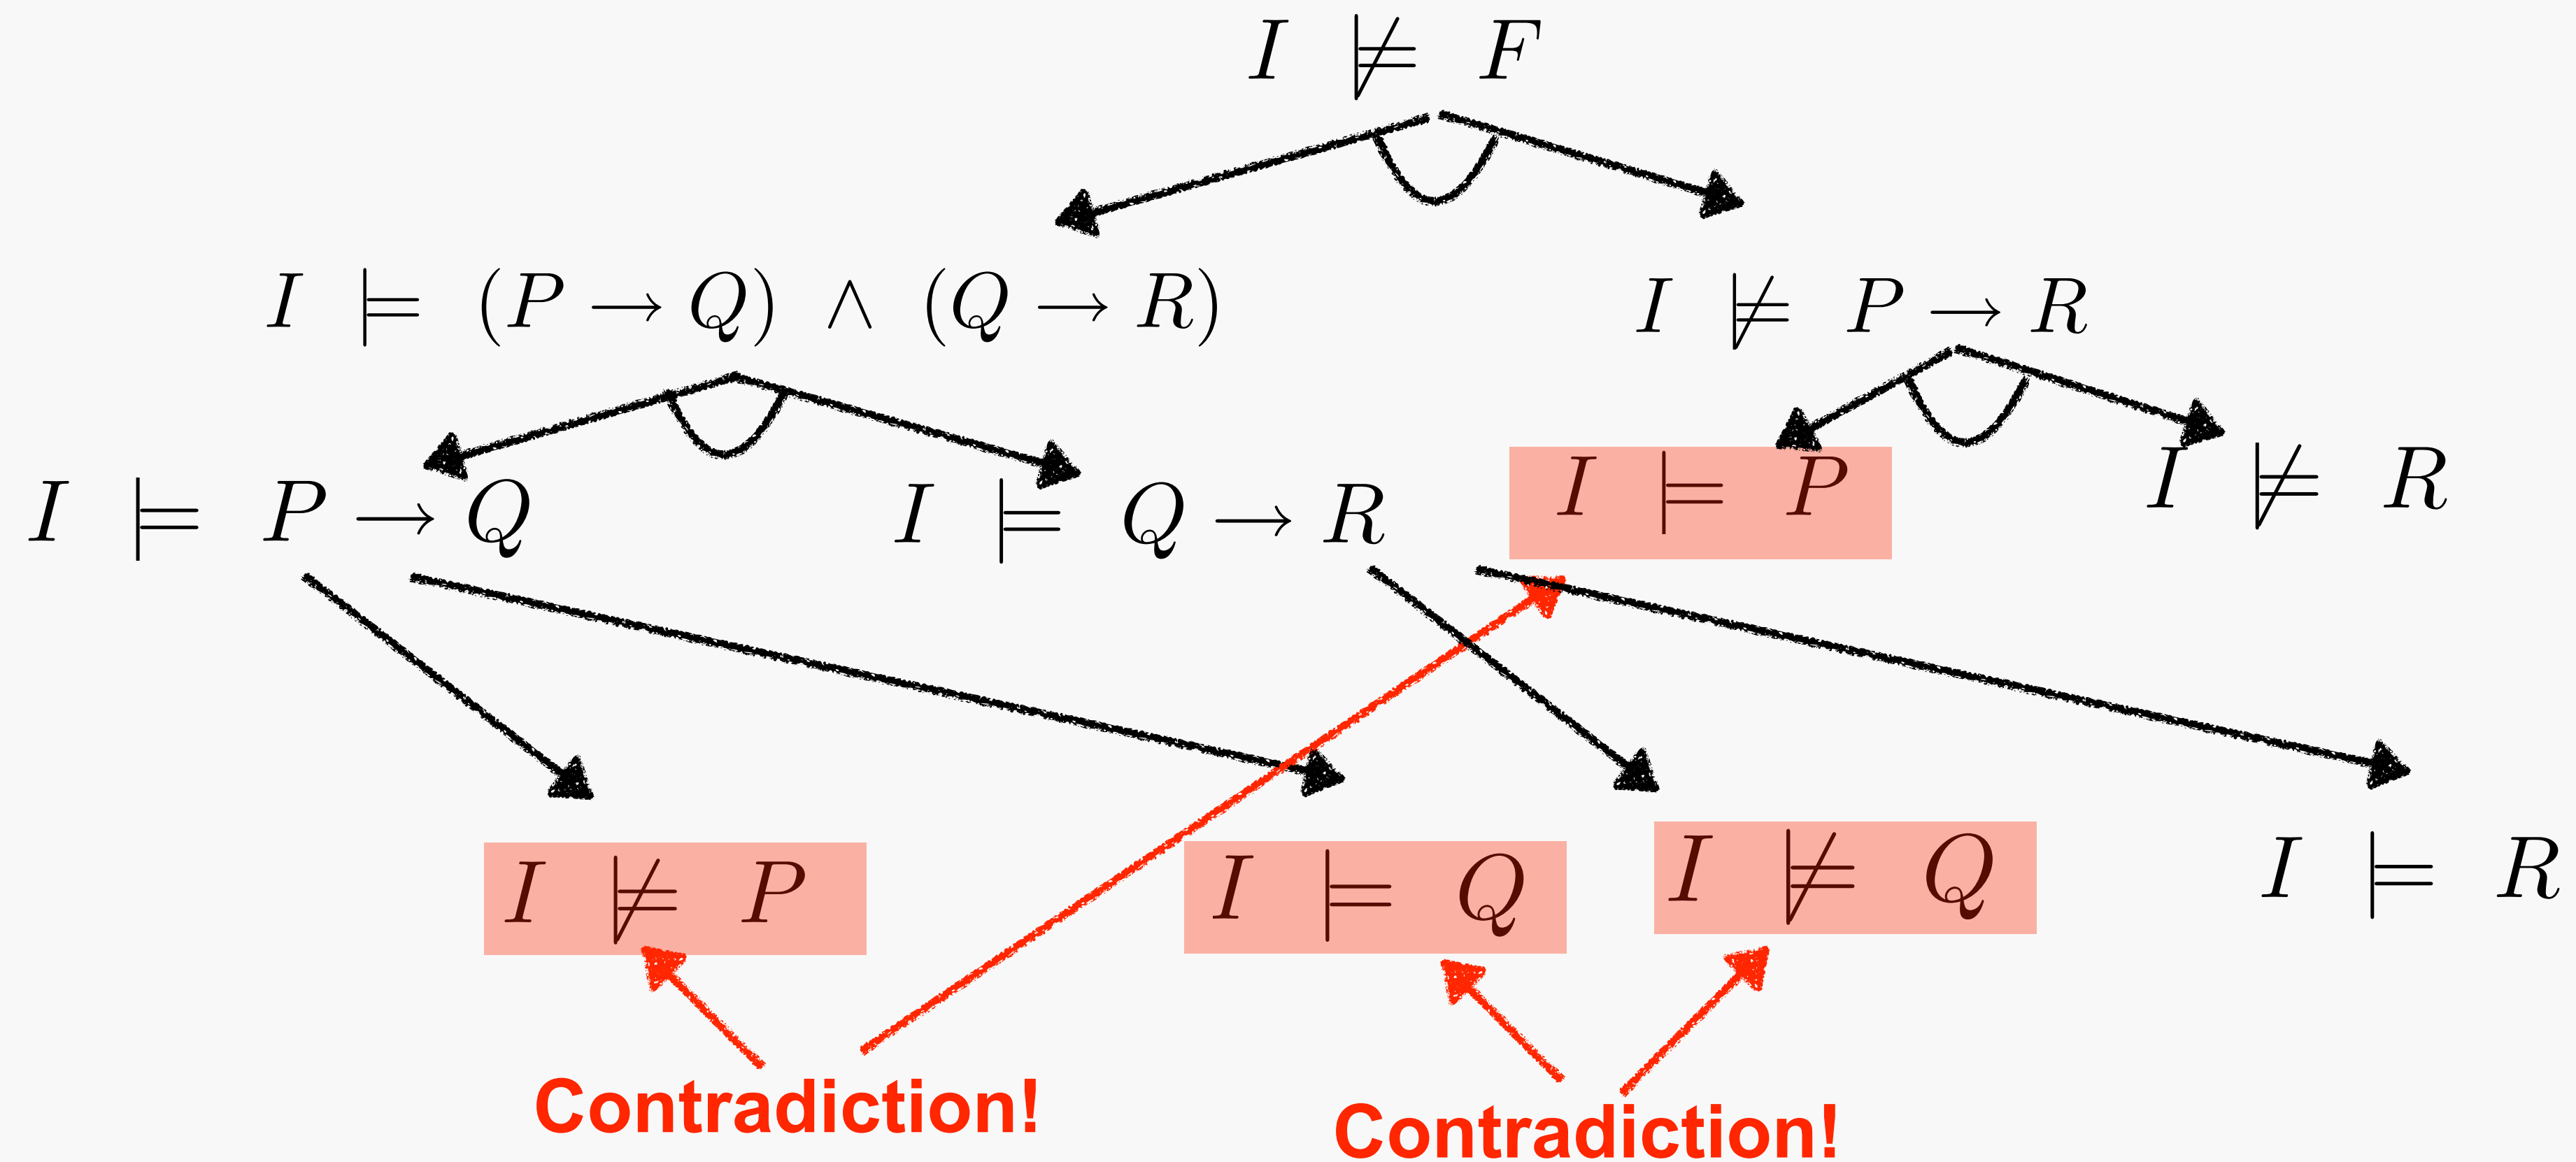 I ⊭ F
I ⊨ (P → Q) ∧ (Q → R)
I ⊭ P → R
I ⊨ P → Q
I ⊨ Q → R
I ⊨ P
I ⊭ R
I ⊭ P
I ⊨ Q
I ⊭ Q
I ⊨ R
Contradiction!
Contradiction!